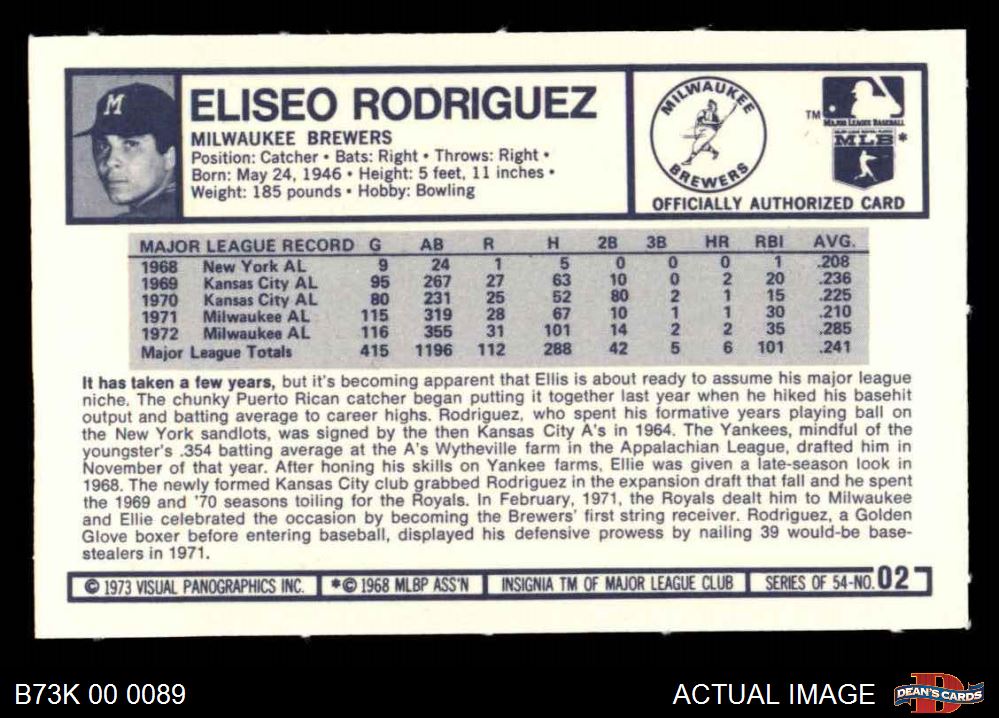 M
ELISEO RODRIGUEZ
MILWAUKEE BREWERS
Position: Catcher • Bats: Right • Throws: Right •
Born: May 24, 1946 • Height: 5 feet, 11 inches •
Weight: 185 pounds • Hobby: Bowling
MILWAUKEE
BREWERS
TM
MAJOR LEAGUE BASEBALL
MLB *
OFFICIALLY AUTHORIZED CARD
MAJOR LEAGUE RECORD G AB R H 2B 3B HR RBI AVG.
1968 New York AL 9 24 1 5 0 0 0 1 .208
1969 Kansas City AL 95 267 27 63 10 0 2 20 .236
1970 Kansas City AL 80 231 25 52 80 2 1 15 .225
1971 Milwaukee AL 115 319 28 67 10 1 1 30 .210
1972 Milwaukee AL 116 355 31 101 14 2 2 35 .285
Major League Totals 415 1196 112 288 42 5 6 101 .241
It has taken a few years, but it's becoming apparent that Ellis is about ready to assume his major league
niche. The chunky Puerto Rican catcher began putting it together last year when he hiked his basehit
output and batting average to career highs. Rodriguez, who spent his formative years playing ball on
the New York sandlots, was signed by the then Kansas City A's in 1964. The Yankees, mindful of the
youngster's .354 batting average at the A's Wytheville farm in the Appalachian League, drafted him in
November of that year. After honing his skills on Yankee farms, Ellie was given a late-season look in
1968. The newly formed Kansas City club grabbed Rodriguez in the expansion draft that fall and he spent
the 1969 and '70 seasons toiling for the Royals. In February, 1971, the Royals dealt him to Milwaukee
and Ellie celebrated the occasion by becoming the Brewers' first string receiver. Rodriguez, a Golden
Glove boxer before entering baseball, displayed his defensive prowess by nailing 39 would-be base-
stealers in 1971.
© 1973 VISUAL PANOGRAPHICS INC. *© 1968 MLBP ASS'N INSIGNIA TM OF MAJOR LEAGUE CLUB SERIES OF 54-NO. 02
B73K 00 0089
ACTUAL IMAGE
DEAN'S CARDS